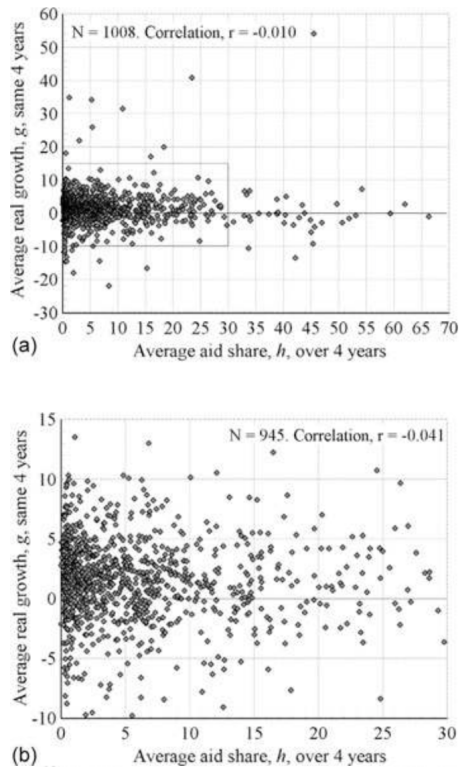 N = 1008. Correlation, r = -0.010
Average real growth, g, same 4 years
60
50
40
30
20
10
0
-10
-20
-30
0 5 10 15 20 25 30 35 40 45 50 55 60 65 70
(a)
Average aid share, h, over 4 years
N = 945. Correlation, r = -0.041
Average real growth, g, same 4 years
15
10
5
0
-5
-10
0 5 10 15 20 25 30
(b)
Average aid share, h, over 4 years